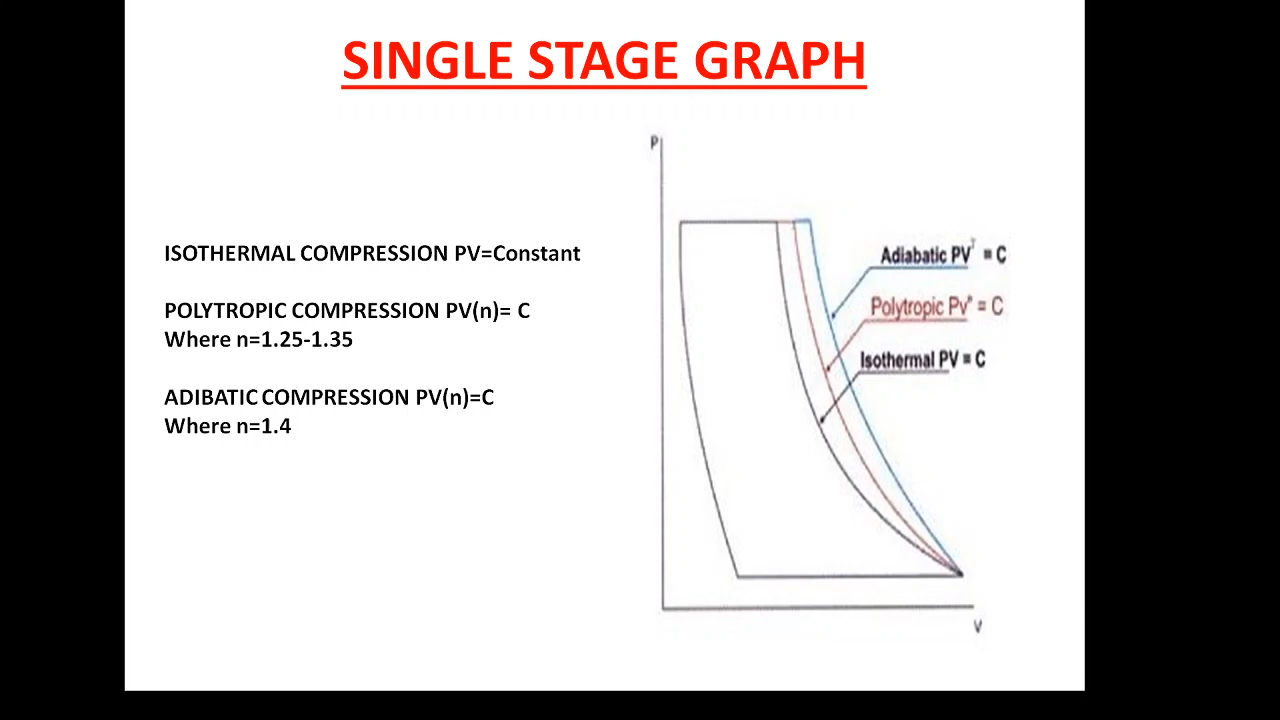 SINGLE STAGE GRAPH
ISOTHERMAL COMPRESSION PV=Constant
POLYTROPIC COMPRESSION PV(n)= C
Where n=1.25-1.35
ADIBATIC COMPRESSION PV(n)=C
Where n=1.4
P
Adiabatic PVᵞ = C
Polytropic Pvⁿ = C
Isothermal PV = C
V